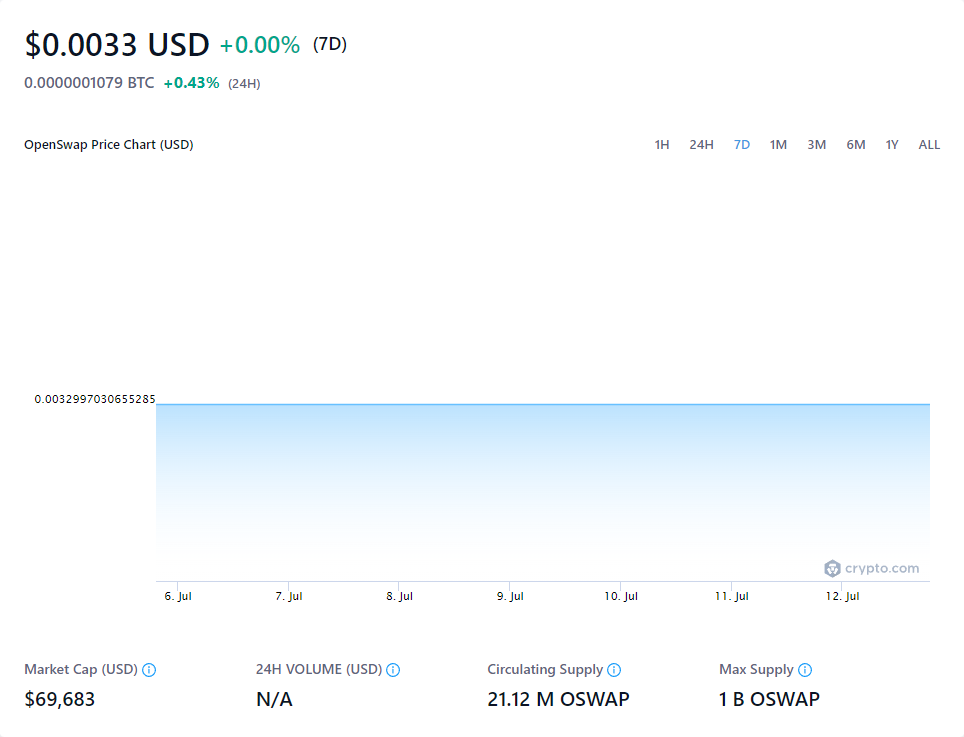 $0.0033 USD +0.00% (7D)
0.0000001079 BTC +0.43% (24H)
OpenSwap Price Chart (USD) 1H 24H 7D 1M 3M 6M 1Y ALL
0.0032997030655285
crypto.com
6. Jul 7. Jul 8. Jul 9. Jul 10. Jul 11. Jul 12. Jul
Market Cap (USD) 24H VOLUME (USD) Circulating Supply Max Supply
$69,683 N/A 21.12 M OSWAP 1 B OSWAP